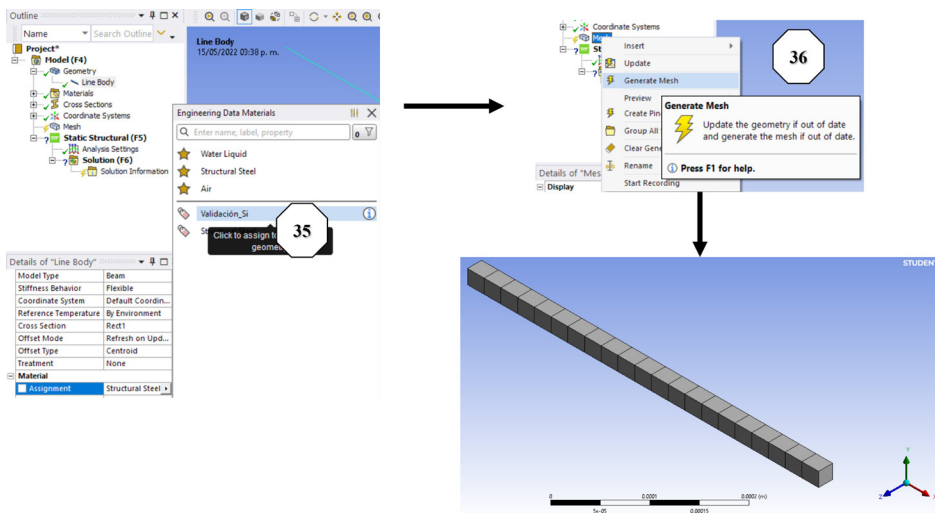 Outline
Name
Search Outline
Project*
Model (F4)
Geometry
Line Body
Materials
Cross Sections
Coordinate Systems
Mesh
Static Structural (F5)
Analysis Settings
Solution (F6)
Solution Information
Line Body
15/05/2022 03:38 p. m.
Engineering Data Materials
Enter name, label, property
0
Water Liquid
Structural Steel
Air
Validación_Si
Click to assign to
geome
35
Details of "Line Body"
Model Type Beam
Stiffness Behavior Flexible
Coordinate System Default Coordin...
Reference Temperature By Environment
Cross Section Rect1
Offset Mode Refresh on Upd...
Offset Type Centroid
Treatment None
Material
Assignment Structural Steel
Coordinate Systems
Insert
Update
Generate Mesh
Preview
Create Pin
Group All
Clear Gene
Rename
Start Recording
Generate Mesh
Update the geometry if out of date
and generate the mesh if out of date.
Press F1 for help.
36
Details of "Mes
Display
STUDENT
0 0.0001 0.0002 (m)
5e-05 0.00015
Y
Z
X